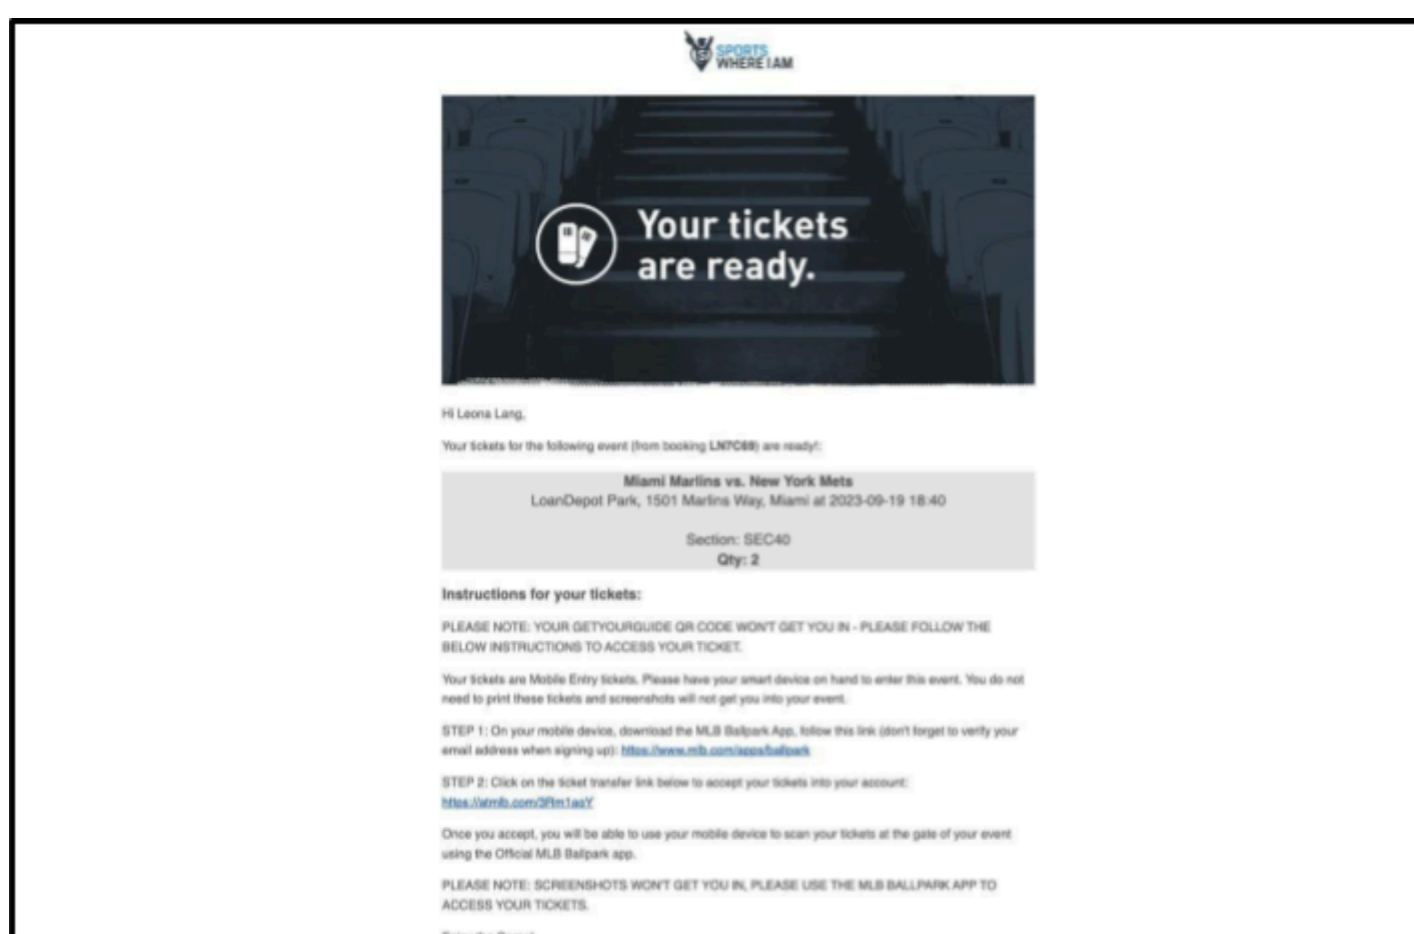 SPORTS
WHERE I AM
Your tickets
are ready.
Hi Leona Lang,
Your tickets for the following event (from booking LN7C69) are ready!:
Miami Marlins vs. New York Mets
LoanDepot Park, 1501 Marlins Way, Miami at 2023-09-19 18:40
Section: SEC40
Qty: 2
Instructions for your tickets:
PLEASE NOTE: YOUR GETYOURGUIDE QR CODE WON'T GET YOU IN - PLEASE FOLLOW THE
BELOW INSTRUCTIONS TO ACCESS YOUR TICKET.
Your tickets are Mobile Entry tickets. Please have your smart device on hand to enter this event. You do not
need to print these tickets and screenshots will not get you into your event.
STEP 1: On your mobile device, download the MLB Ballpark App, follow this link (don't forget to verify your
email address when signing up): https://www.mlb.com/apps/ballpark
STEP 2: Click on the ticket transfer link below to accept your tickets into your account:
Once you accept, you will be able to use your mobile device to scan your tickets at the gate of your event
using the Official MLB Ballpark app.
PLEASE NOTE: SCREENSHOTS WON'T GET YOU IN, PLEASE USE THE MLB BALLPARK APP TO
ACCESS YOUR TICKETS.